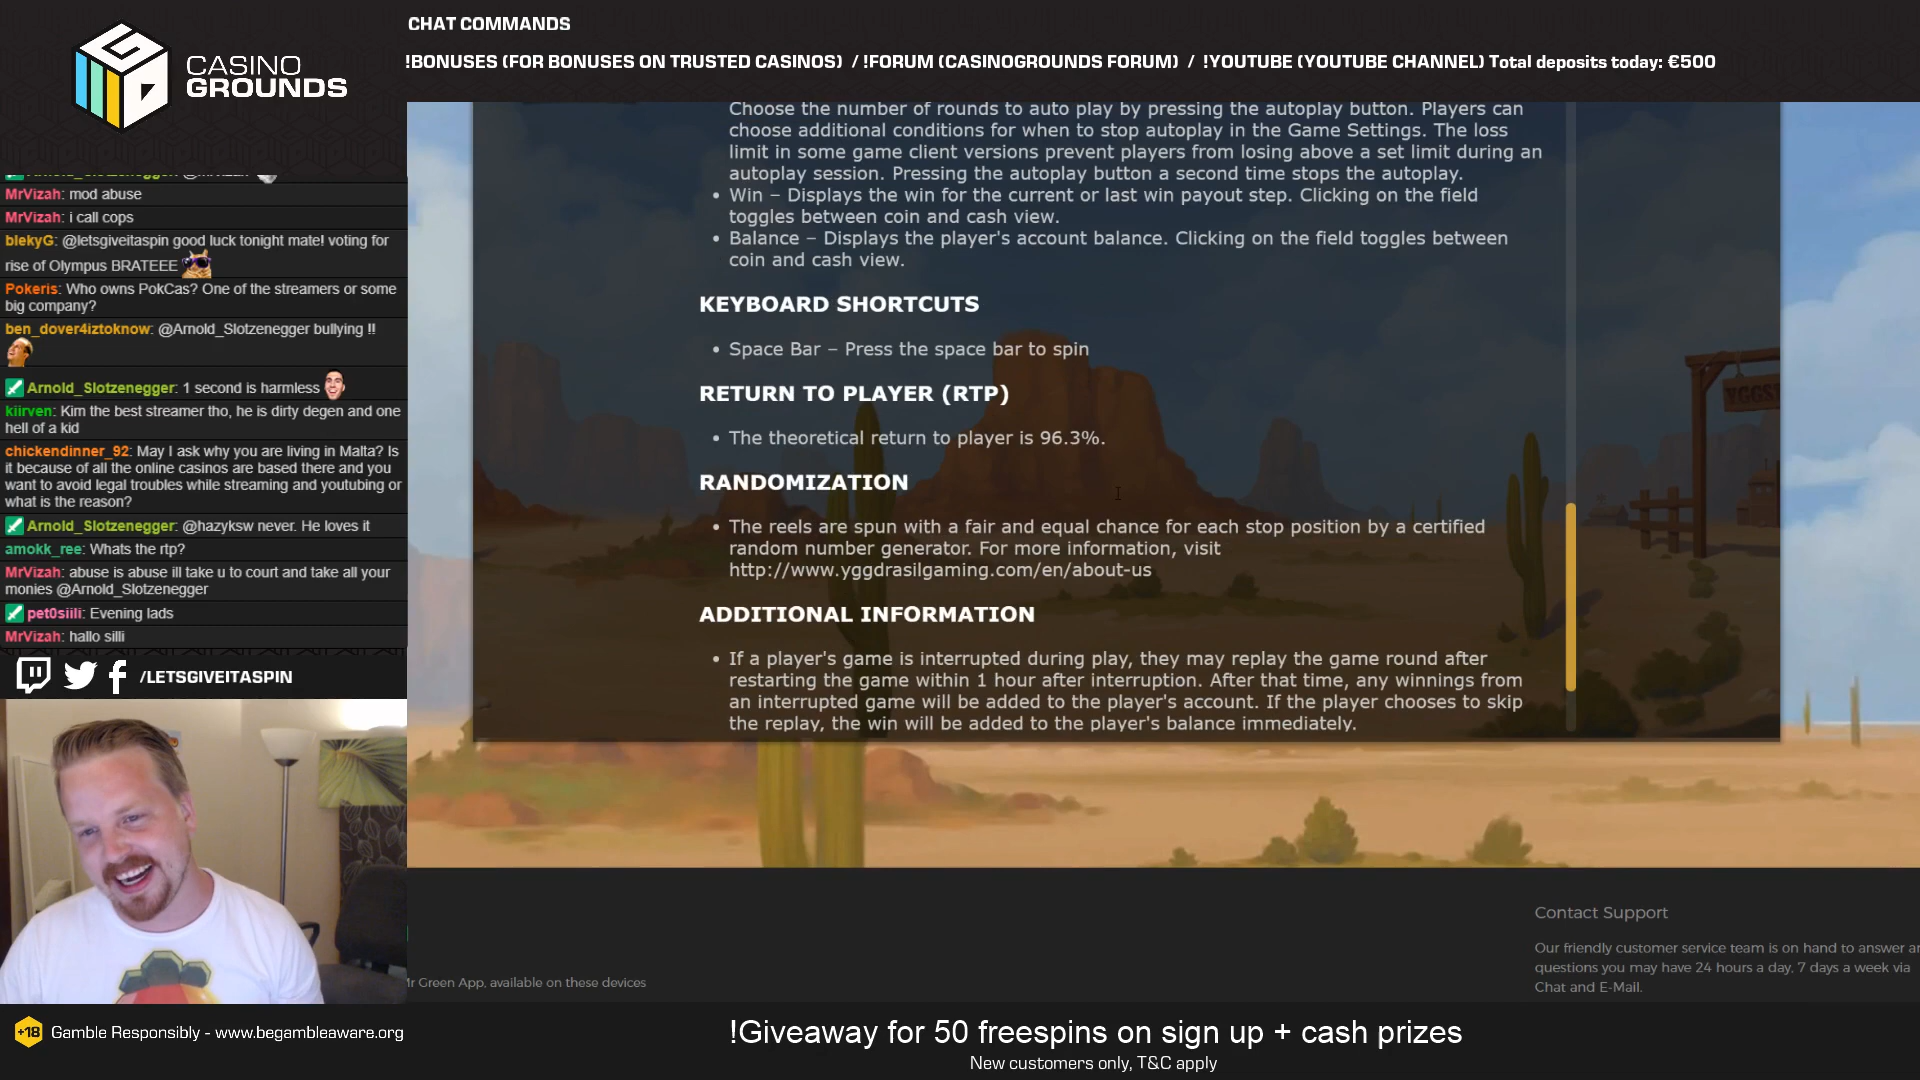 CASINO
GROUNDS
CHAT COMMANDS
!BONUSES (FOR BONUSES ON TRUSTED CASINOS) / !FORUM (CASINOGROUNDS FORUM) / !YOUTUBE (YOUTUBE CHANNEL) Total deposits today: €500
MrVizah: mod abuse
MrVizah: i call cops
blekyG: @letsgiveitaspin good luck tonight mate! voting for
rise of Olympus BRATEEE
Pokeris: Who owns PokCas? One of the streamers or some
big company?
ben_dover4iztoknow: @Arnold_Slotzenegger bullying !!
Arnold_Slotzenegger: 1 second is harmless
kiirven: Kim the best streamer tho, he is dirty degen and one
hell of a kid
chickendinner_92: May I ask why you are living in Malta? Is
it because of all the online casinos are based there and you
want to avoid legal troubles while streaming and youtubing or
what is the reason?
Arnold_Slotzenegger: @hazyksw never. He loves it
amokk_ree: Whats the rtp?
MrVizah: abuse is abuse ill take u to court and take all your
monies @Arnold_Slotzenegger
pet0siili: Evening lads
MrVizah: hallo silli
/LETSGIVEITASPIN
Choose the number of rounds to auto play by pressing the autoplay button. Players can
choose additional conditions for when to stop autoplay in the Game Settings. The loss
limit in some game client versions prevent players from losing above a set limit during an
autoplay session. Pressing the autoplay button a second time stops the autoplay.
• Win – Displays the win for the current or last win payout step. Clicking on the field
toggles between coin and cash view.
• Balance – Displays the player's account balance. Clicking on the field toggles between
coin and cash view.
KEYBOARD SHORTCUTS
• Space Bar – Press the space bar to spin
RETURN TO PLAYER (RTP)
• The theoretical return to player is 96.3%.
RANDOMIZATION
• The reels are spun with a fair and equal chance for each stop position by a certified
random number generator. For more information, visit
http://www.yggdrasilgaming.com/en/about-us
ADDITIONAL INFORMATION
• If a player's game is interrupted during play, they may replay the game round after
restarting the game within 1 hour after interruption. After that time, any winnings from
an interrupted game will be added to the player's account. If the player chooses to skip
the replay, the win will be added to the player's balance immediately.
Contact Support
Our friendly customer service team is on hand to answer
questions you may have 24 hours a day, 7 days a week via
Chat and E-Mail.
Green App, available on these devices
+18 Gamble Responsibly - www.begambleaware.org
!Giveaway for 50 freespins on sign up + cash prizes
New customers only, T&C apply